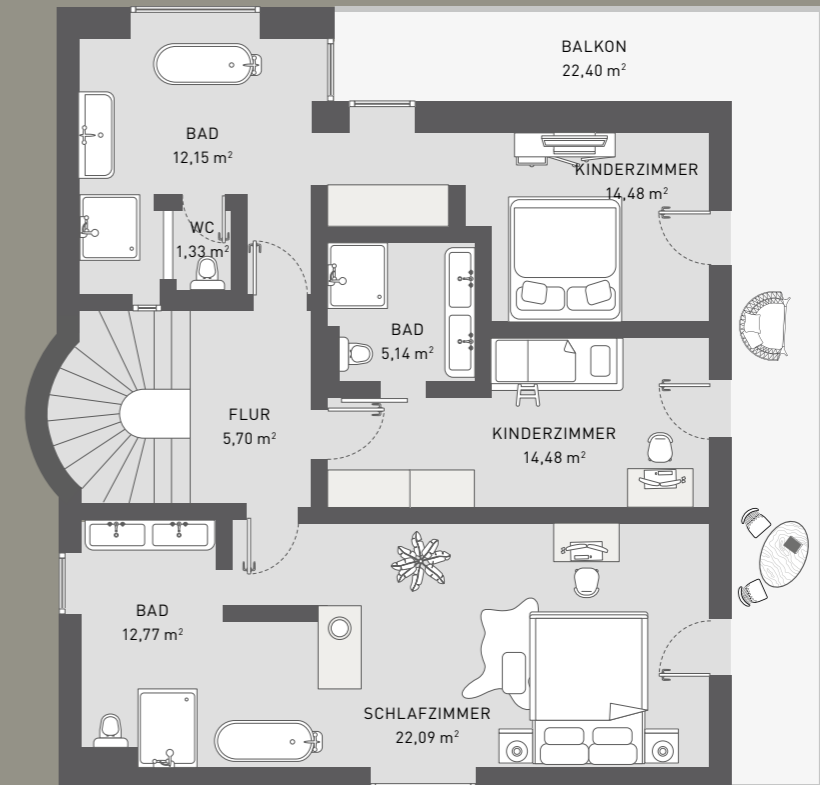 BALKON
22,40 m²
BAD
12,15 m²
KINDERZIMMER
14,48 m²
WC
1,33 m²
BAD
5,14 m²
FLUR
5,70 m²
KINDERZIMMER
14,48 m²
BAD
12,77 m²
SCHLAFZIMMER
22,09 m²